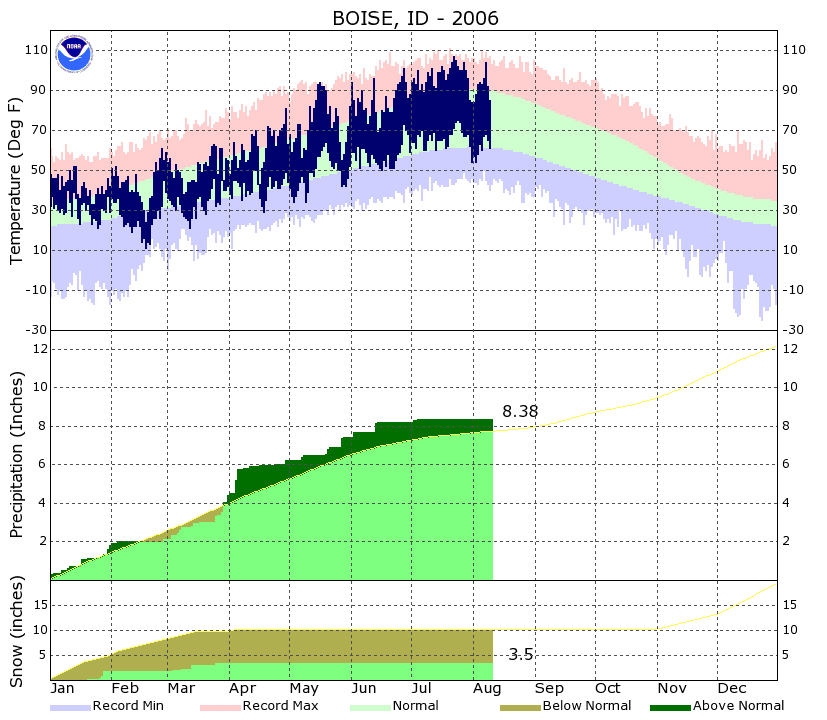 BOISE, ID - 2006
NOAA
Temperature (Deg F)
110 110
90 90
70 70
50 50
30 30
10 10
-10 -10
-30 -30
Precipitation (Inches)
12 12
10 10
8 8
6 6
4 4
2 2
8.38
Snow (inches)
15 15
10 10
5 5
3.5
Jan Feb Mar Apr May Jun Jul Aug Sep Oct Nov Dec
Record Min Record Max Normal Below Normal Above Normal